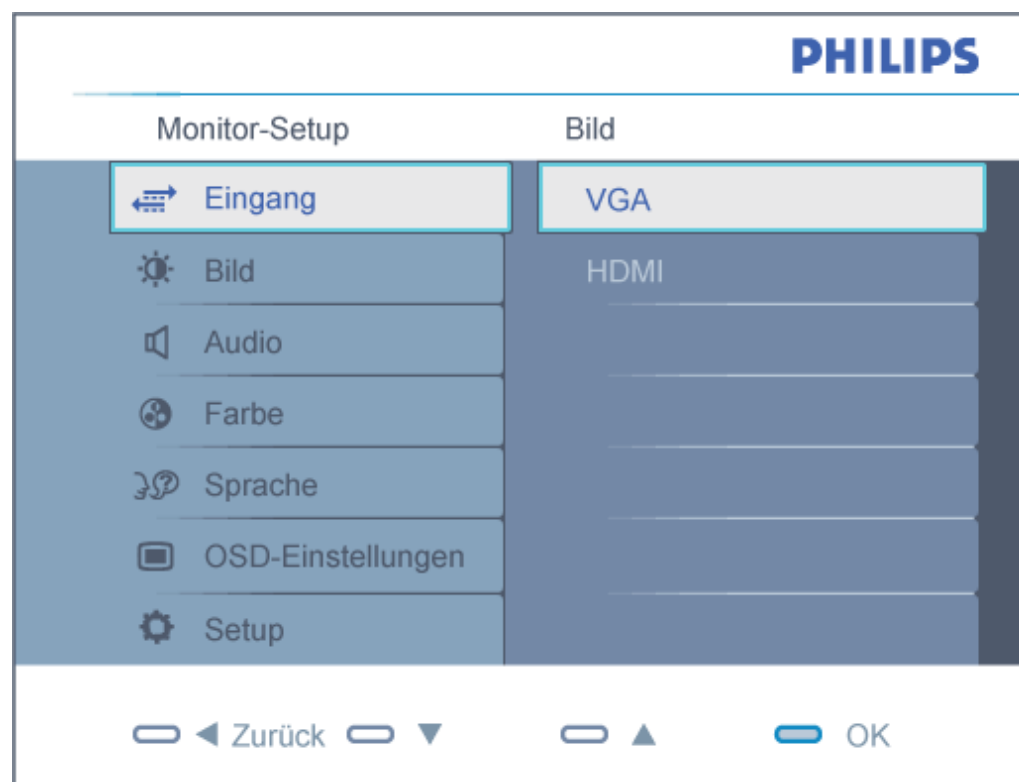 PHILIPS
Monitor-Setup Bild
Eingang VGA
Bild HDMI
Audio
Farbe
Sprache
OSD-Einstellungen
Setup
Zurück OK